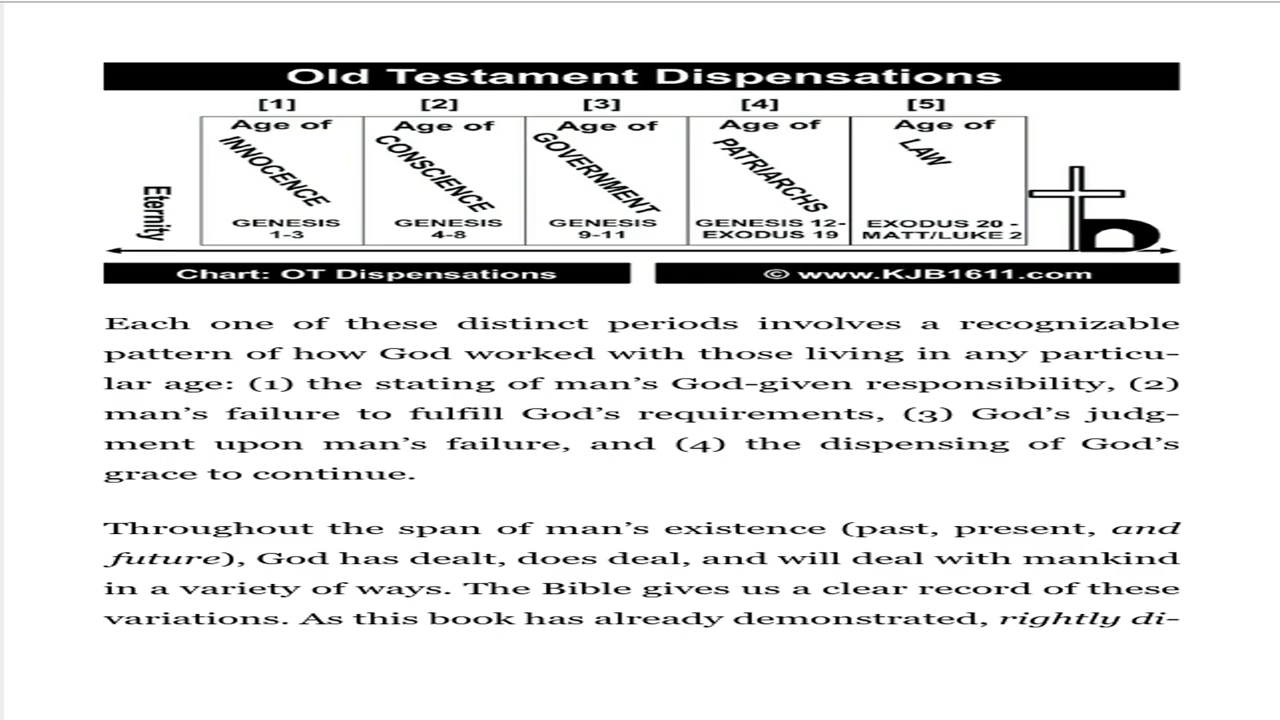 Old Testament Dispensations
[1] [2] [3] [4] [5]
Age of INNOCENCE
GENESIS
1-3
Age of CONSCIENCE
GENESIS
4-8
Age of GOVERNMENT
GENESIS
9-11
Age of PATRIARCHS
GENESIS 12-
EXODUS 19
Age of LAW
EXODUS 20 -
MATT/LUKE 2
Eternity
Chart: OT Dispensations
© www.KJB1611.com
Each one of these distinct periods involves a recognizable
pattern of how God worked with those living in any particu-
lar age: (1) the stating of man’s God-given responsibility, (2)
man’s failure to fulfill God’s requirements, (3) God’s judg-
ment upon man’s failure, and (4) the dispensing of God’s
grace to continue.
Throughout the span of man’s existence (past, present, and
future), God has dealt, does deal, and will deal with mankind
in a variety of ways. The Bible gives us a clear record of these
variations. As this book has already demonstrated, rightly di-